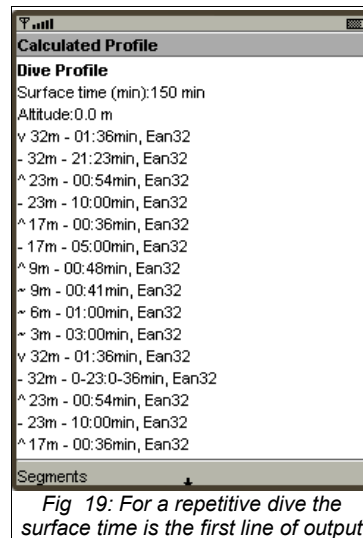 Calculated Profile
Dive Profile
Surface time (min):150 min
Altitude:0.0 m
v 32m - 01:36min, Ean32
- 32m - 21:23min, Ean32
^ 23m - 00:54min, Ean32
- 23m - 10:00min, Ean32
^ 17m - 00:36min, Ean32
- 17m - 05:00min, Ean32
^ 9m - 00:48min, Ean32
~ 9m - 00:41min, Ean32
~ 6m - 01:00min, Ean32
~ 3m - 03:00min, Ean32
v 32m - 01:36min, Ean32
- 32m - 0-23:0-36min, Ean32
^ 23m - 00:54min, Ean32
- 23m - 10:00min, Ean32
^ 17m - 00:36min, Ean32
Segments
Fig 19: For a repetitive dive the
surface time is the first line of output